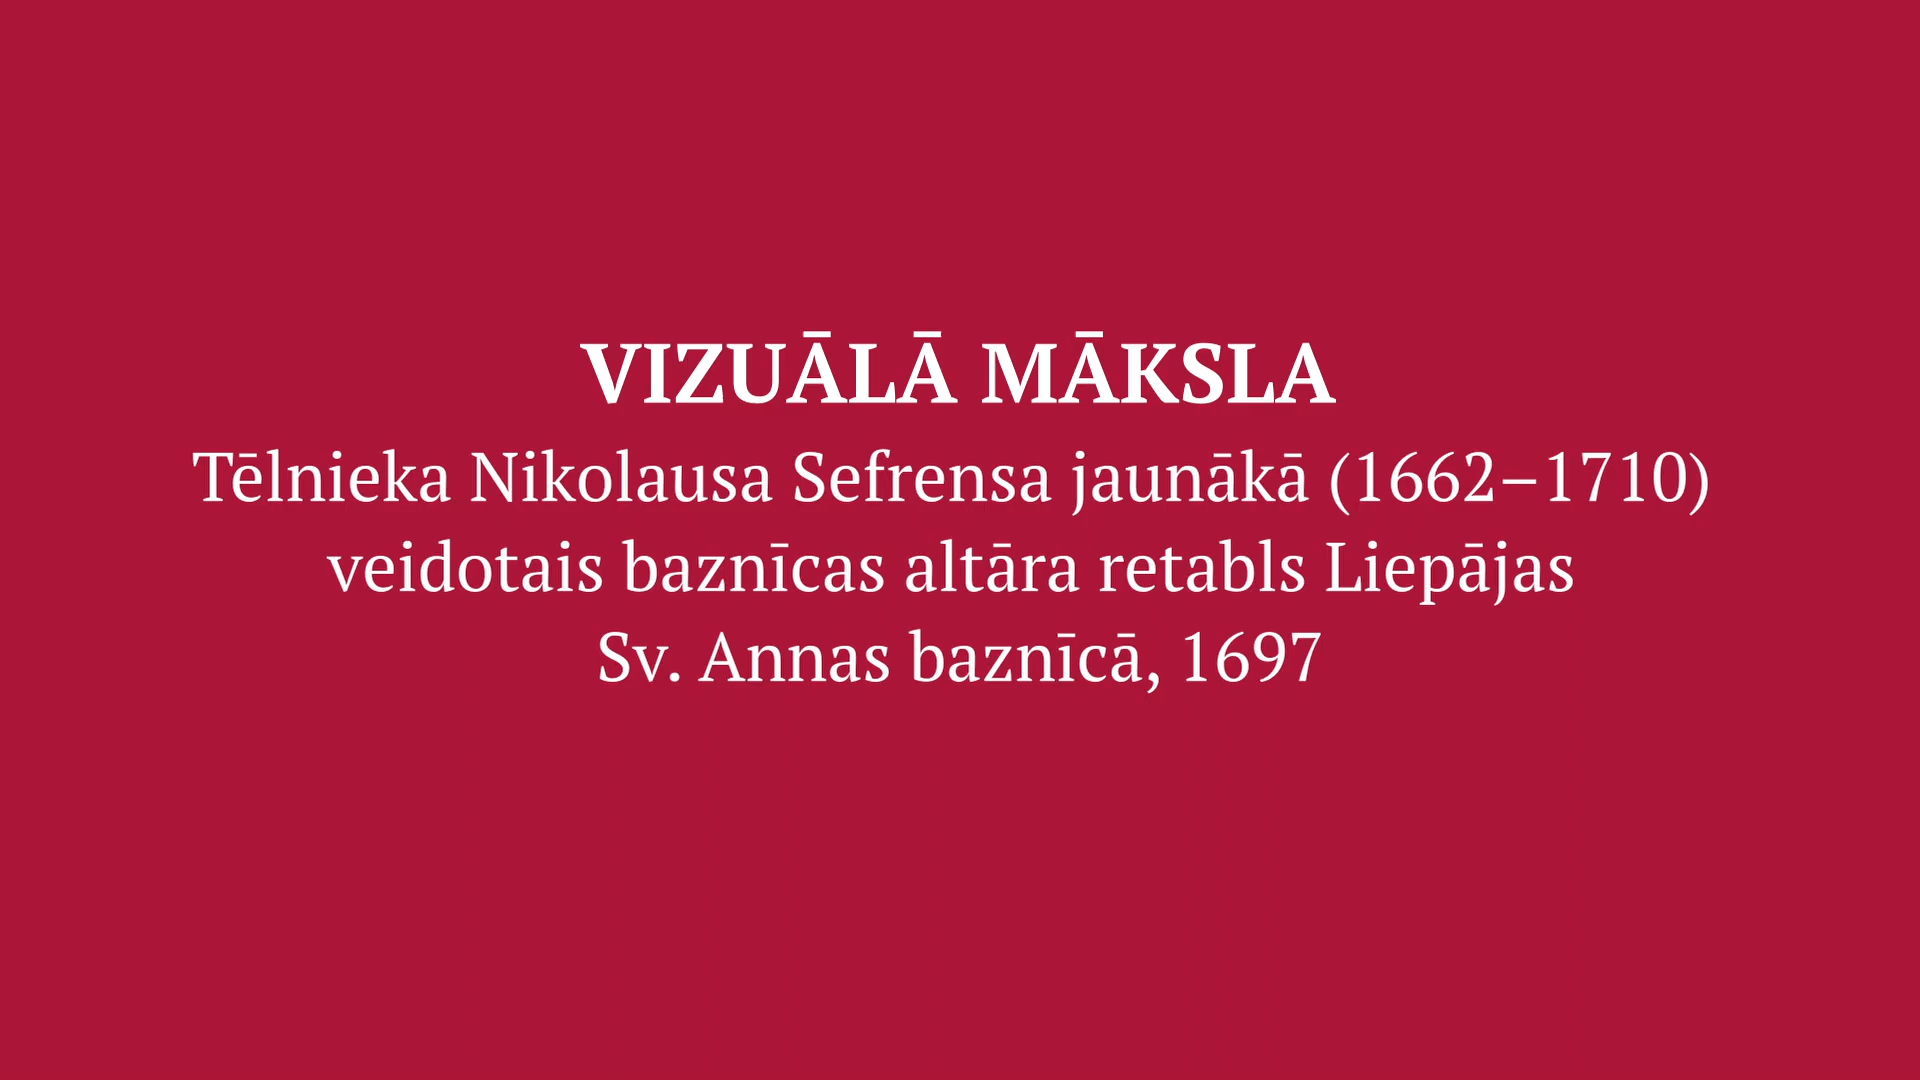 VIZUĀLĀ MĀKSLA
Tēlnieka Nikolausa Sefrensa jaunākā (1662–1710)
veidotais baznīcas altāra retabls Liepājas
Sv. Annas baznīcā, 1697